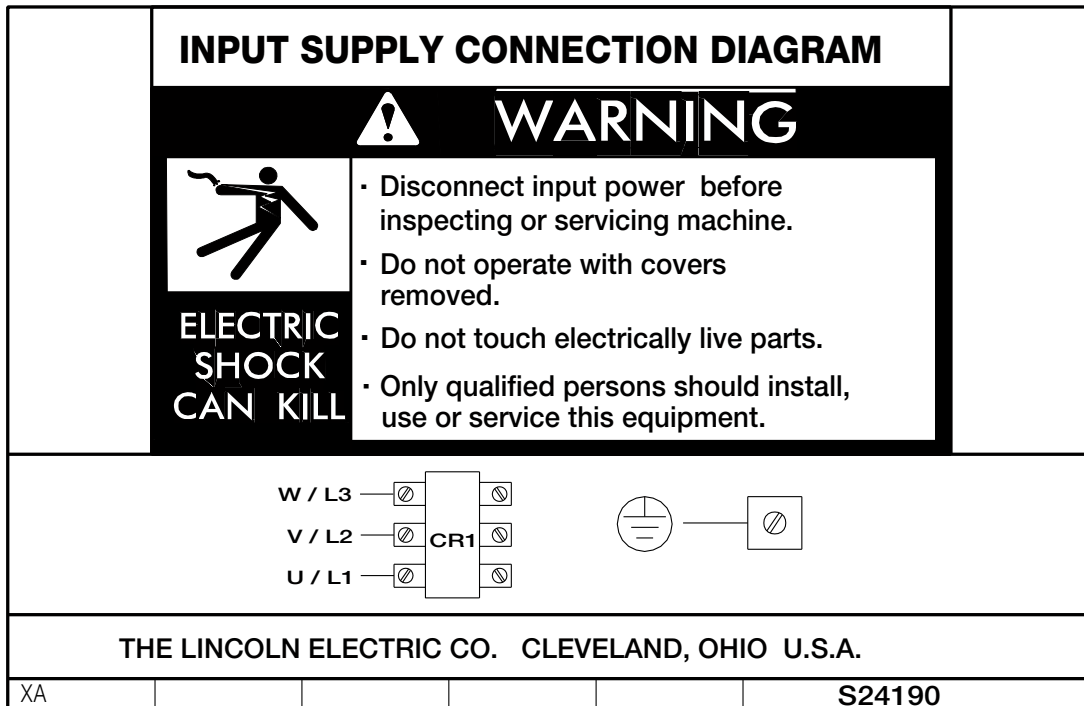 INPUT SUPPLY CONNECTION DIAGRAM
WARNING
ELECTRIC
SHOCK
CAN KILL
· Disconnect input power before
inspecting or servicing machine.
· Do not operate with covers
removed.
· Do not touch electrically live parts.
· Only qualified persons should install,
use or service this equipment.
W / L3
V / L2
U / L1
CR1
THE LINCOLN ELECTRIC CO. CLEVELAND, OHIO U.S.A.
XA
S24190